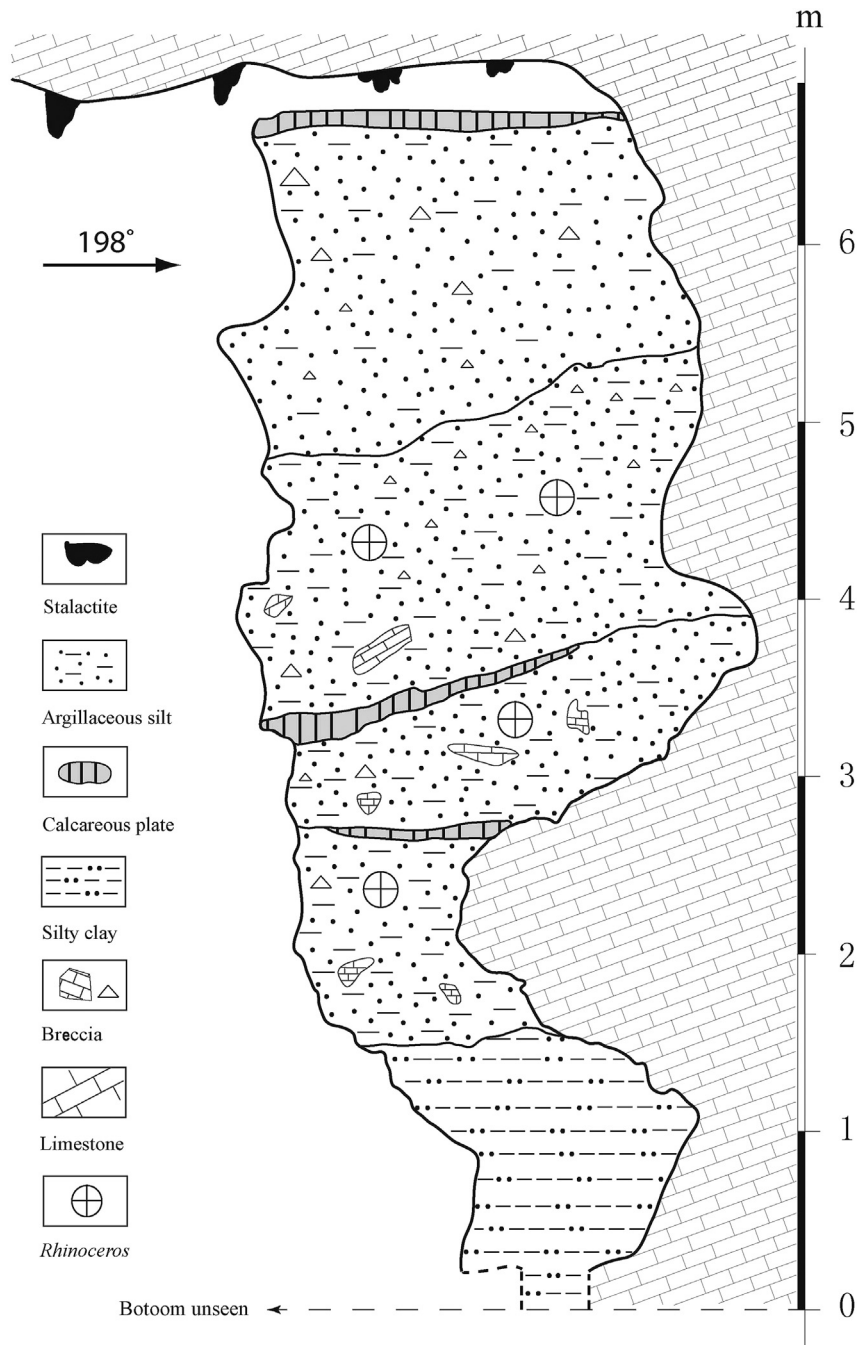 m
198°
6
5
4
3
2
1
0
Stalactite
Argillaceous silt
Calcareous plate
Silty clay
Breccia
Limestone
Rhinoceros
Botoom unseen